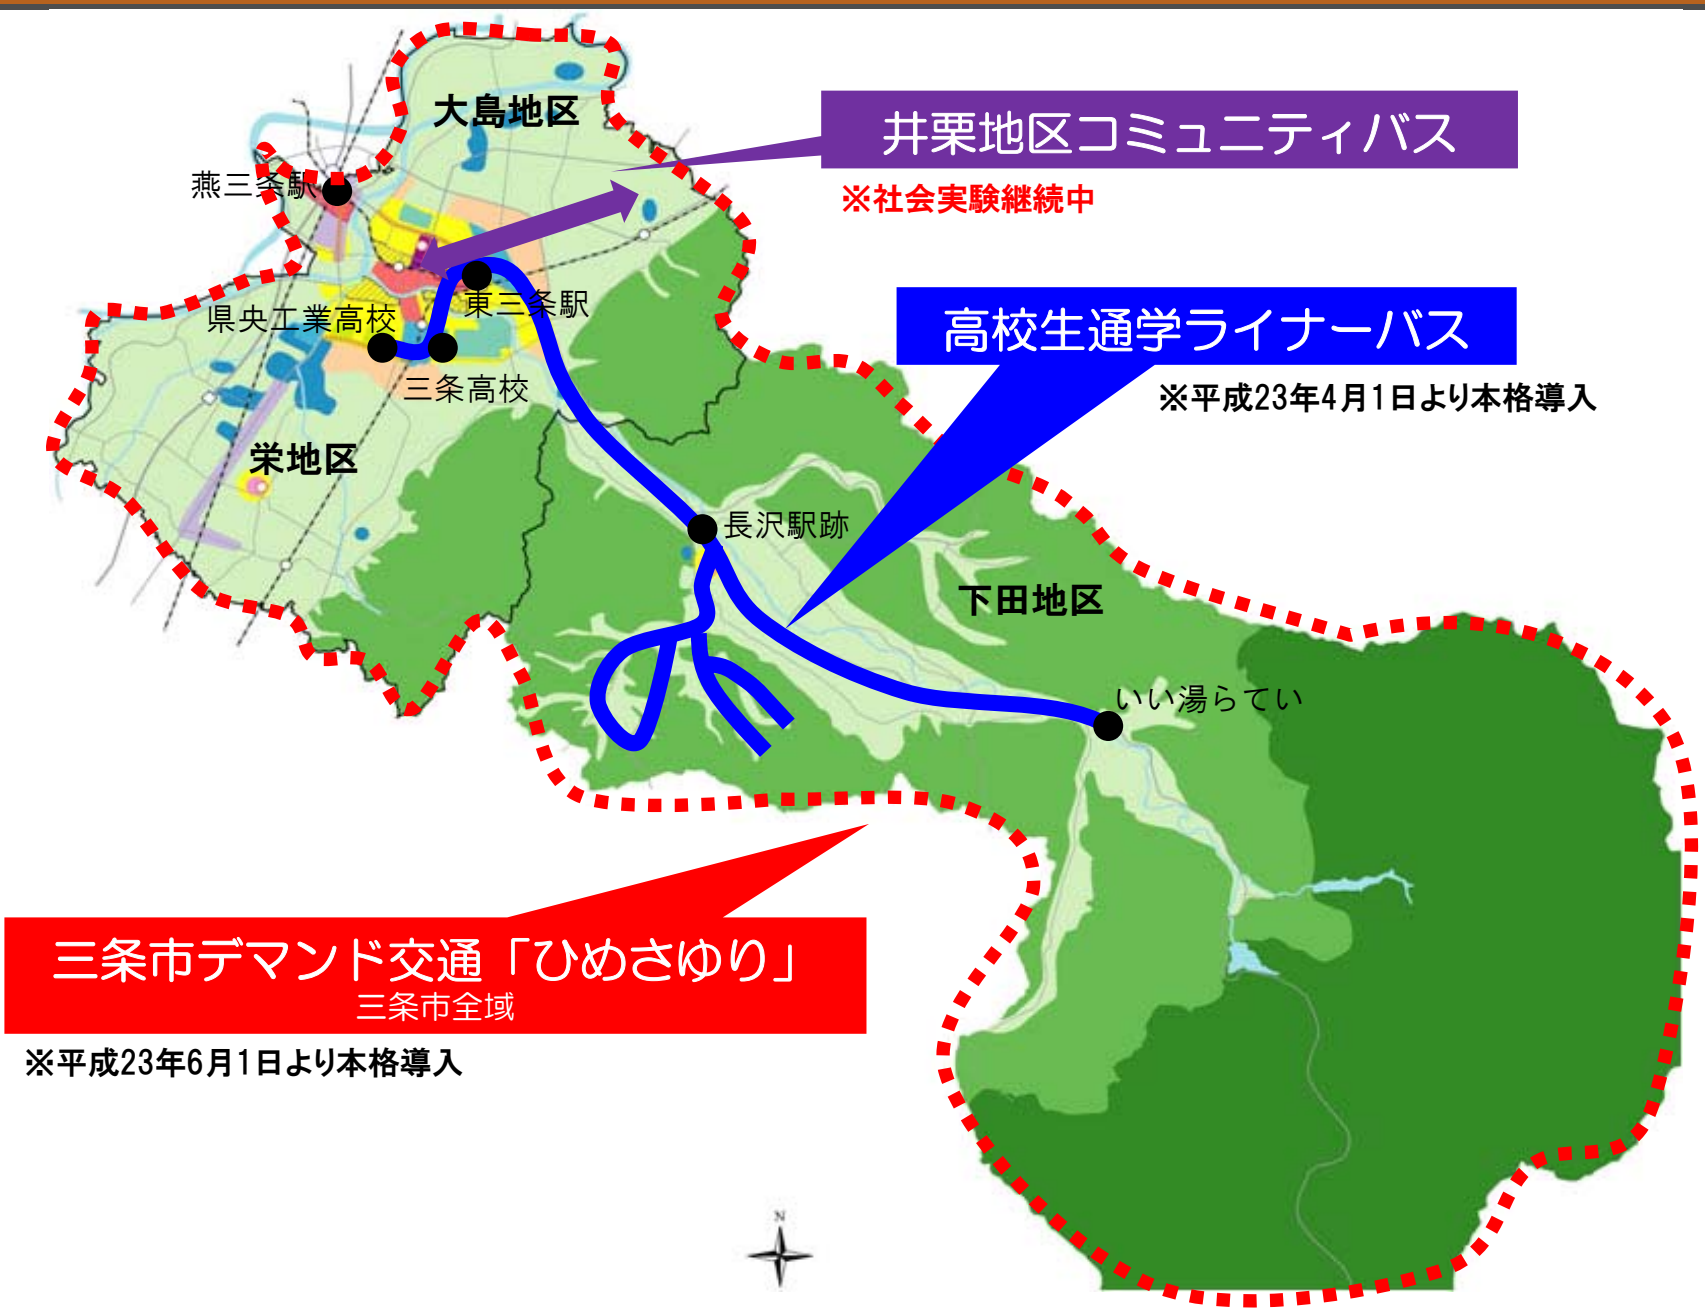 大島地区
井栗地区コミュニティバス
※社会実験継続中
燕三条駅
東三条駅
県央工業高校
三条高校
高校生通学ライナーバス
※平成23年4月1日より本格導入
栄地区
長沢駅跡
下田地区
いい湯らてい
三条市デマンド交通「ひめさゆり」
三条市全域
※平成23年6月1日より本格導入
N